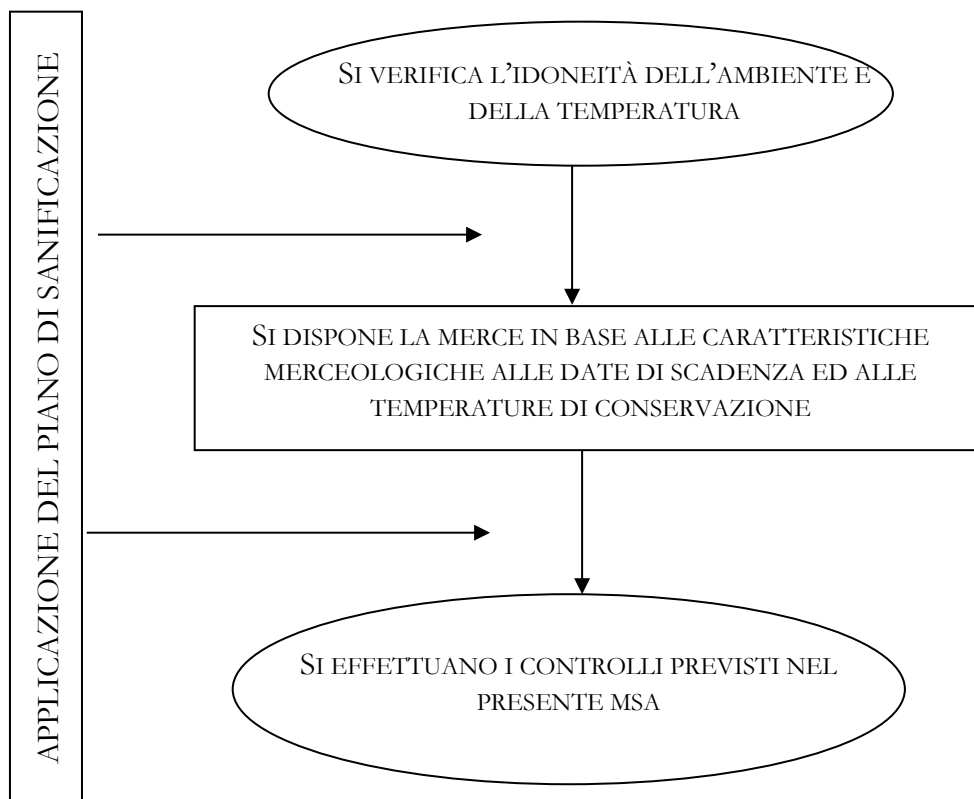 APPLICAZIONE DEL PIANO DI SANIFICAZIONE
SI VERIFICA L'IDONEITÀ DELL'AMBIENTE E
DELLA TEMPERATURA
SI DISPONE LA MERCE IN BASE ALLE CARATTERISTICHE
MERCEOLOGICHE ALLE DATE DI SCADENZA ED ALLE
TEMPERATURE DI CONSERVAZIONE
SI EFFETTUANO I CONTROLLI PREVISTI NEL
PRESENTE MSA